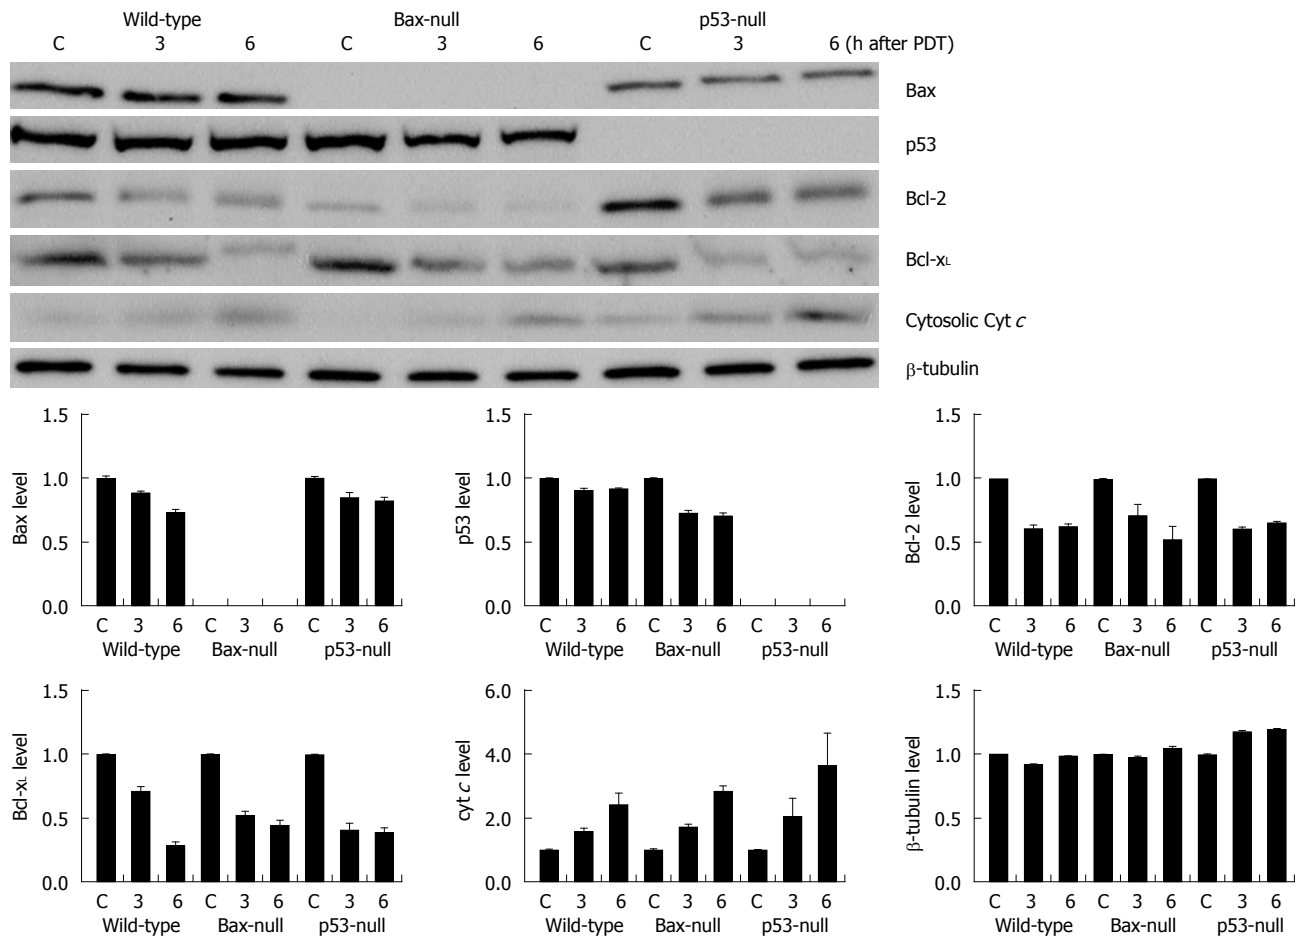 Wild-type Bax-null p53-null
C 3 6 C 3 6 C 3 6 (h after PDT)
Bax
p53
Bcl-2
Bcl-xL
Cytosolic Cyt c
β-tubulin
Bax level
1.5
1.0
0.5
0.0
C 3 6 C 3 6 C 3 6
Wild-type Bax-null p53-null
p53 level
1.5
1.0
0.5
0.0
C 3 6 C 3 6 C 3 6
Wild-type Bax-null p53-null
Bcl-2 level
1.5
1.0
0.5
0.0
C 3 6 C 3 6 C 3 6
Wild-type Bax-null p53-null
Bcl-xL level
1.5
1.0
0.5
0.0
C 3 6 C 3 6 C 3 6
Wild-type Bax-null p53-null
cyt c level
6.0
4.0
2.0
0.0
C 3 6 C 3 6 C 3 6
Wild-type Bax-null p53-null
β-tubulin level
1.5
1.0
0.5
0.0
C 3 6 C 3 6 C 3 6
Wild-type Bax-null p53-null